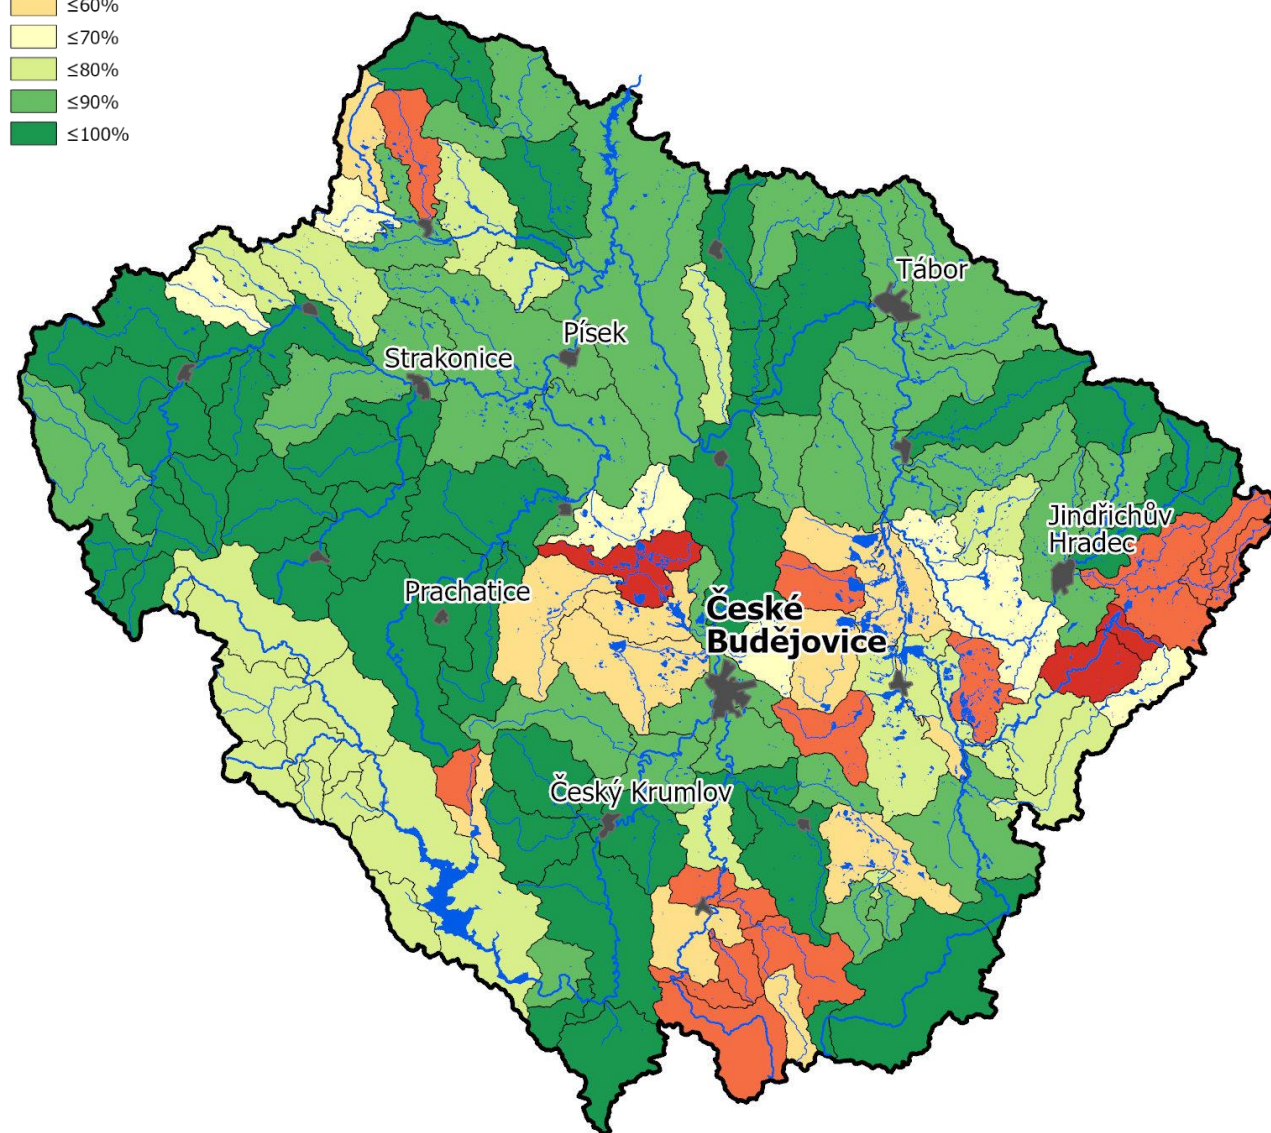 ≤60%
≤70%
≤80%
≤90%
≤100%
Tábor
Písek
Strakonice
Jindřichův
Hradec
Prachatice
České
Budějovice
Český Krumlov